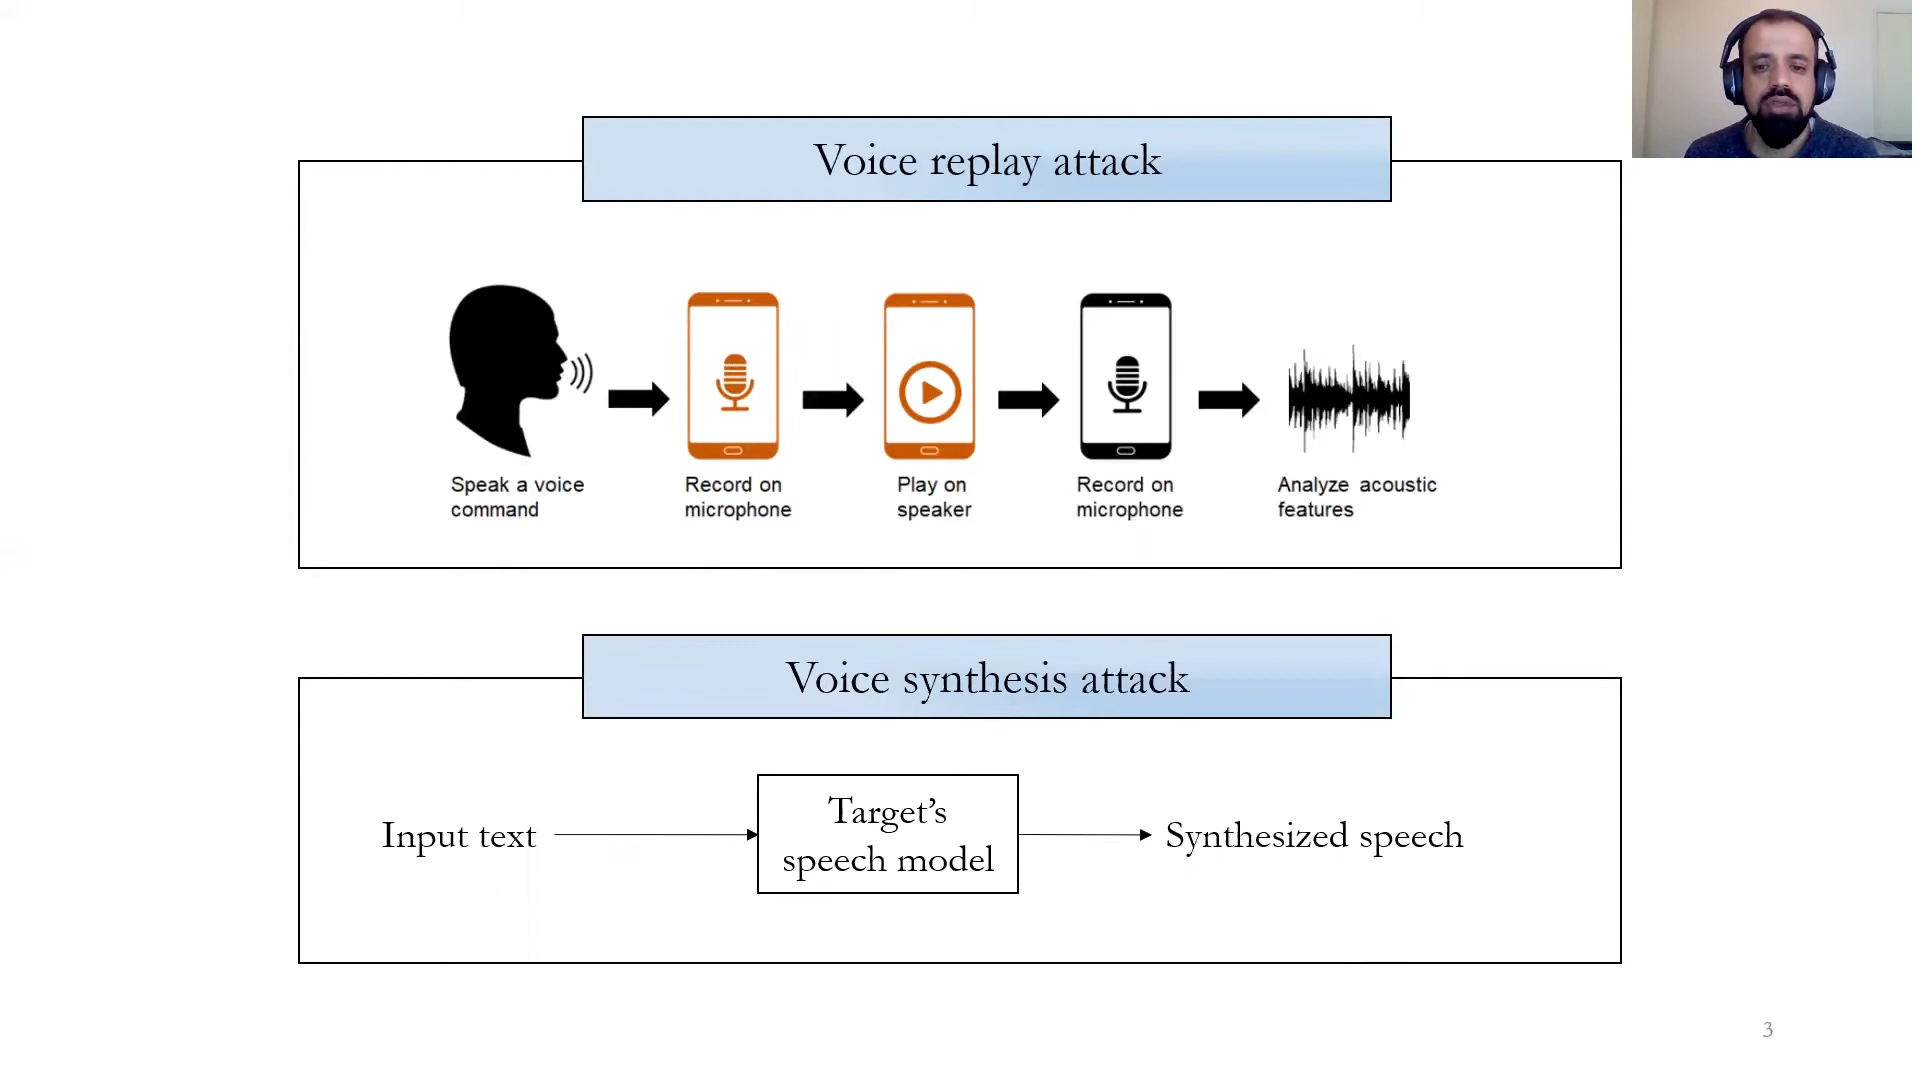 Voice replay attack
Speak a voice
command
Record on
microphone
Play on
speaker
Record on
microphone
Analyze acoustic
features
Voice synthesis attack
Input text
Target’s
speech model
Synthesized speech
3